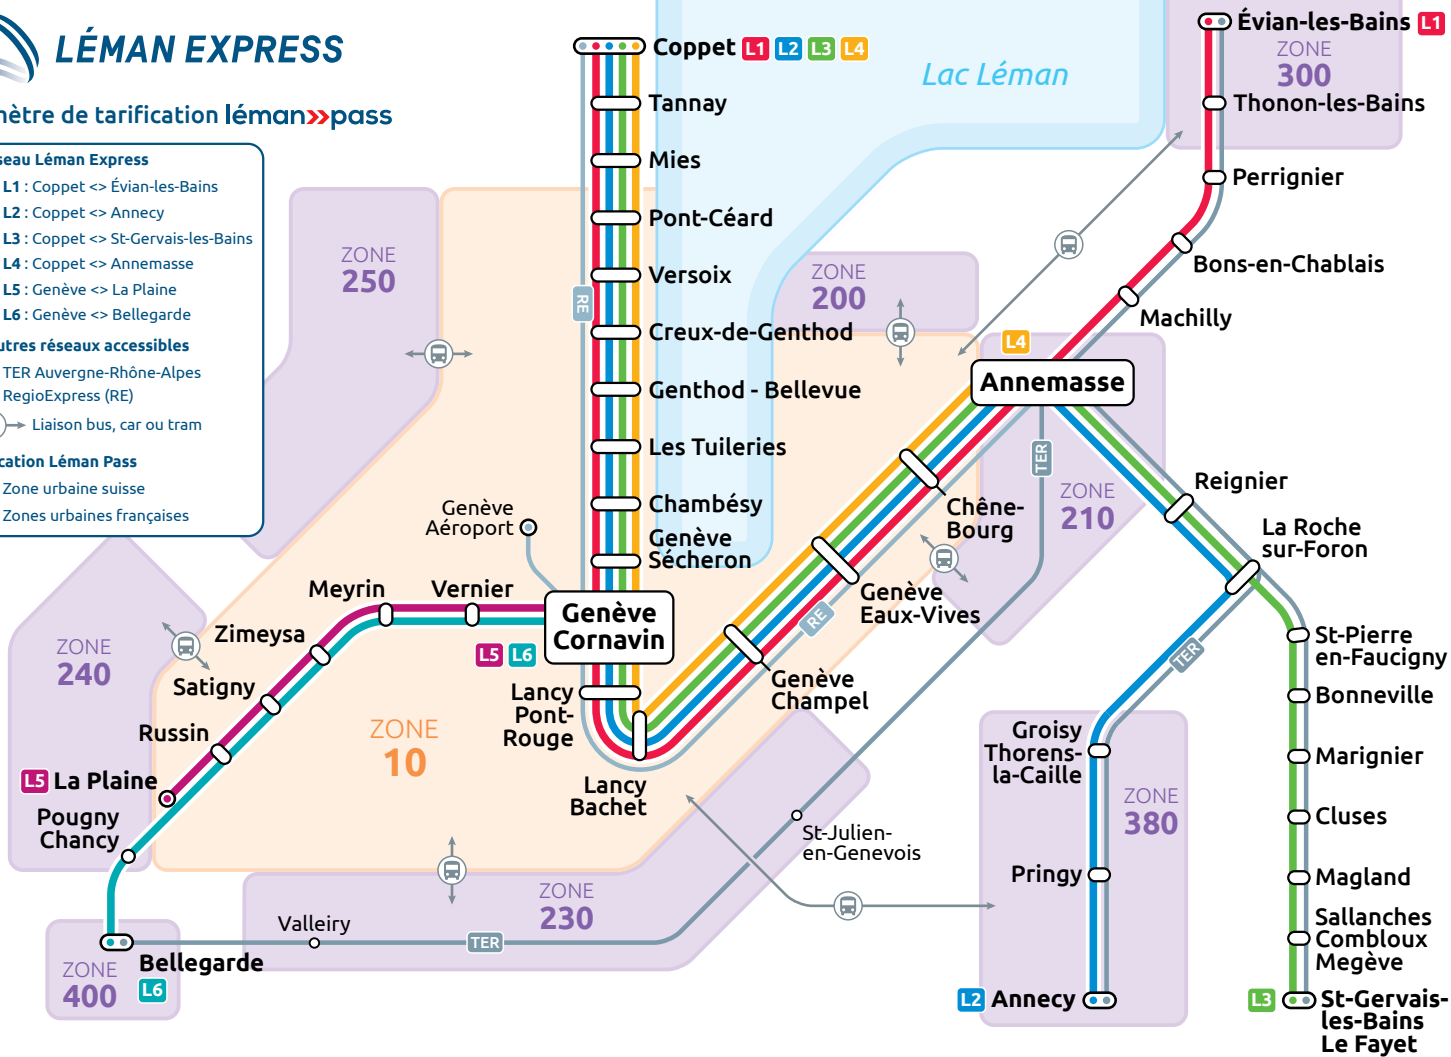 LÉMAN EXPRESS
mètre de tarification léman>>pass
seau Léman Express
L1 : Coppet <> Évian-les-Bains
L2 : Coppet <> Annecy
L3 : Coppet <> St-Gervais-les-Bains
L4 : Coppet <> Annemasse
L5 : Genève <> La Plaine
L6 : Genève <> Bellegarde
utres réseaux accessibles
TER Auvergne-Rhône-Alpes
RegioExpress (RE)
Liaison bus, car ou tram
ication Léman Pass
Zone urbaine suisse
Zones urbaines françaises
Coppet L1 L2 L3 L4
Tannay
Mies
Pont-Céard
Versoix
RE
Creux-de-Genthod
Genthod - Bellevue
Les Tuileries
Chambésy
Genève
Sécheron
Genève
Aéroport
Genève
Cornavin
L5 L6
Vernier
Meyrin
Zimeysa
Satigny
Russin
L5 La Plaine
Pougny
Chancy
Bellegarde
L6
Lancy
Pont-
Rouge
Lancy
Bachet
Genève
Champel
RE
Genève
Eaux-Vives
Chêne-
Bourg
L4
Annemasse
Machilly
Bons-en-Chablais
Perrignier
Thonon-les-Bains
Évian-les-Bains L1
Lac Léman
ZONE
300
ZONE
250
ZONE
200
ZONE
210
ZONE
240
ZONE
10
ZONE
230
ZONE
400
ZONE
380
TER
Reignier
La Roche
sur-Foron
St-Pierre
en-Faucigny
Bonneville
Marignier
Cluses
Magland
Sallanches
Combloux
Megève
L3 St-Gervais-
les-Bains
Le Fayet
TER
Groisy
Thorens-
la-Caille
Pringy
L2 Annecy
St-Julien-
en-Genevois
Valleiry
TER